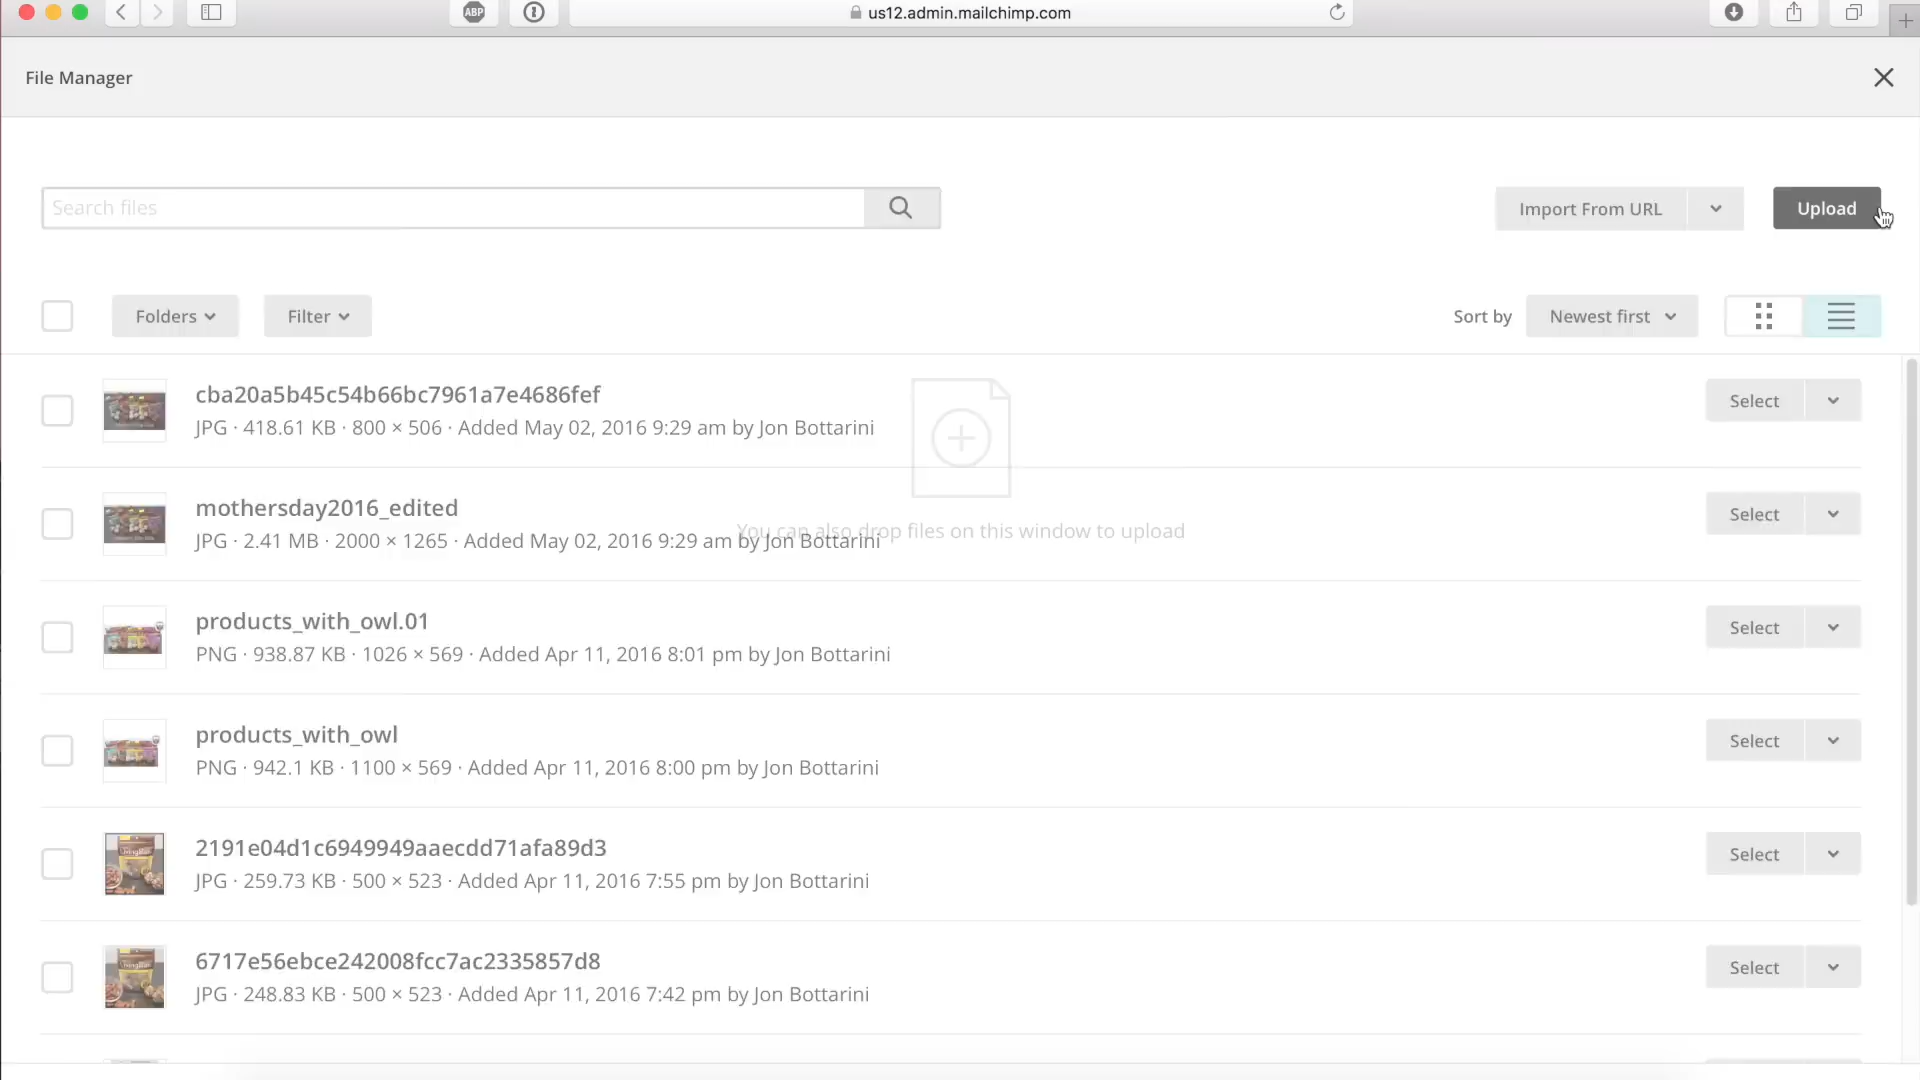 ABP
us12.admin.mailchimp.com
File Manager
Search files
Import From URL
Upload
Folders
Filter
Sort by
Newest first
cba20a5b45c54b66bc7961a7e4686fef
JPG · 418.61 KB · 800 × 506 · Added May 02, 2016 9:29 am by Jon Bottarini
Select
mothersday2016_edited
JPG · 2.41 MB · 2000 × 1265 · Added May 02, 2016 9:29 am by Jon Bottarini
You can also drop files on this window to upload
Select
products_with_owl.01
PNG · 938.87 KB · 1026 × 569 · Added Apr 11, 2016 8:01 pm by Jon Bottarini
Select
products_with_owl
PNG · 942.1 KB · 1100 × 569 · Added Apr 11, 2016 8:00 pm by Jon Bottarini
Select
2191e04d1c6949949aaecdd71afa89d3
JPG · 259.73 KB · 500 × 523 · Added Apr 11, 2016 7:55 pm by Jon Bottarini
Select
6717e56ebce242008fcc7ac2335857d8
JPG · 248.83 KB · 500 × 523 · Added Apr 11, 2016 7:42 pm by Jon Bottarini
Select